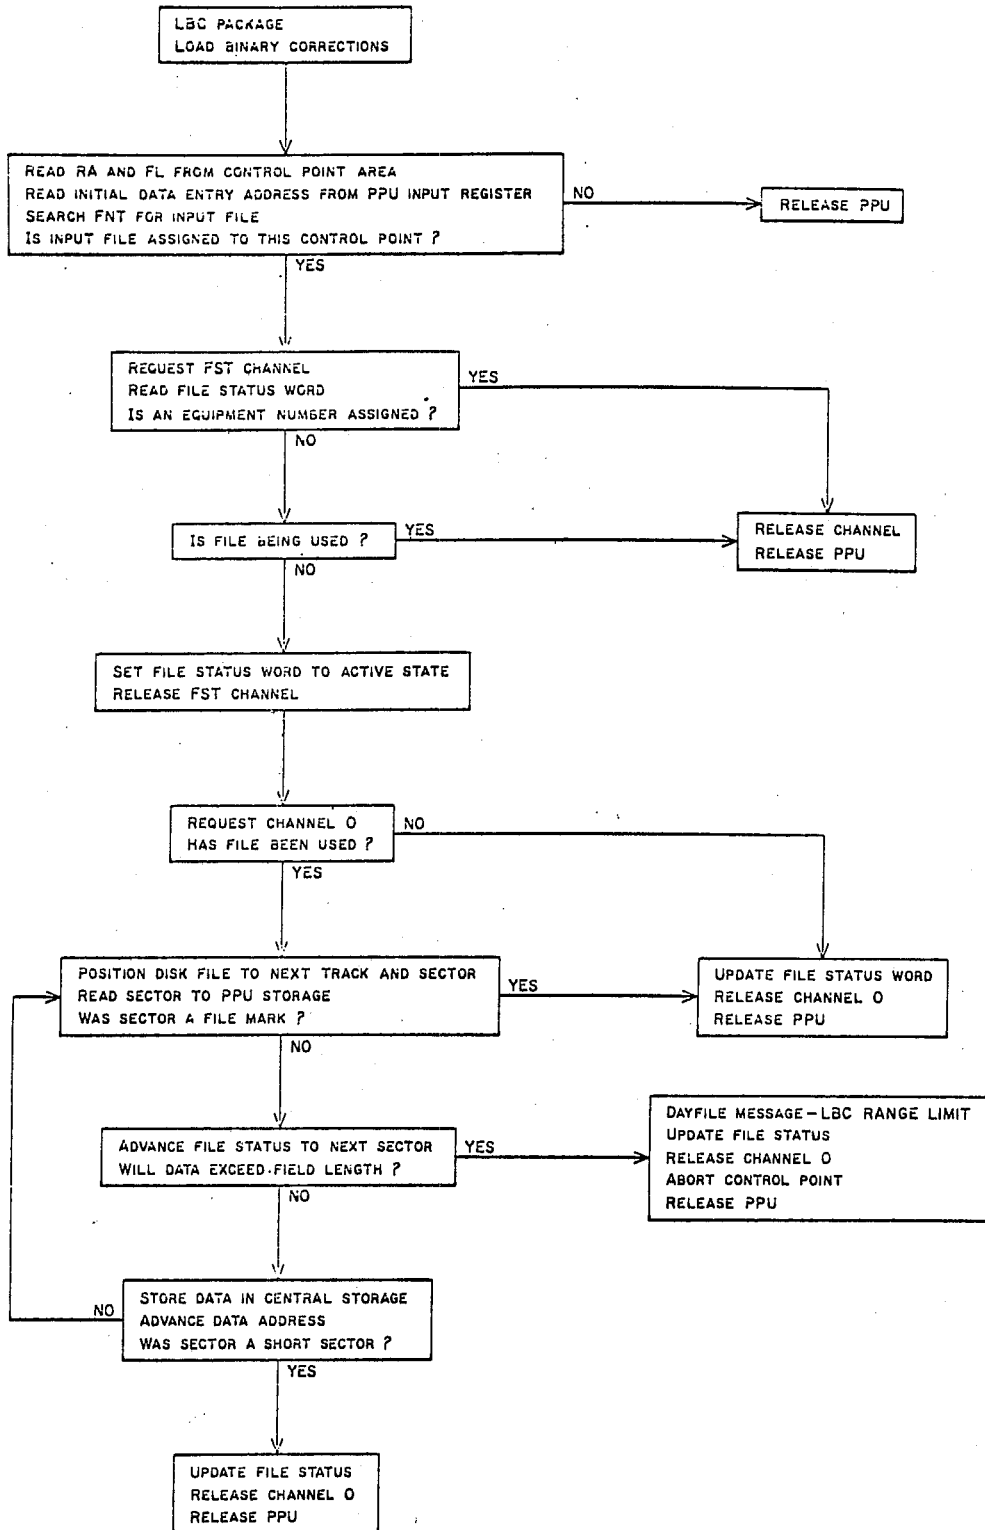 LBC PACKAGE
LOAD BINARY CORRECTIONS
READ RA AND FL FROM CONTROL POINT AREA
READ INITIAL DATA ENTRY ADDRESS FROM PPU INPUT REGISTER
SEARCH FNT FOR INPUT FILE
IS INPUT FILE ASSIGNED TO THIS CONTROL POINT ?
NO
RELEASE PPU
YES
REQUEST FST CHANNEL
READ FILE STATUS WORD
IS AN EQUIPMENT NUMBER ASSIGNED ?
YES
NO
IS FILE BEING USED ?
YES
RELEASE CHANNEL
RELEASE PPU
NO
SET FILE STATUS WORD TO ACTIVE STATE
RELEASE FST CHANNEL
REQUEST CHANNEL 0
HAS FILE BEEN USED ?
NO
YES
POSITION DISK FILE TO NEXT TRACK AND SECTOR
READ SECTOR TO PPU STORAGE
WAS SECTOR A FILE MARK ?
YES
UPDATE FILE STATUS WORD
RELEASE CHANNEL 0
RELEASE PPU
NO
ADVANCE FILE STATUS TO NEXT SECTOR
WILL DATA EXCEED FIELD LENGTH ?
YES
DAYFILE MESSAGE - LBC RANGE LIMIT
UPDATE FILE STATUS
RELEASE CHANNEL 0
ABORT CONTROL POINT
RELEASE PPU
NO
STORE DATA IN CENTRAL STORAGE
ADVANCE DATA ADDRESS
WAS SECTOR A SHORT SECTOR ?
NO
YES
UPDATE FILE STATUS
RELEASE CHANNEL 0
RELEASE PPU